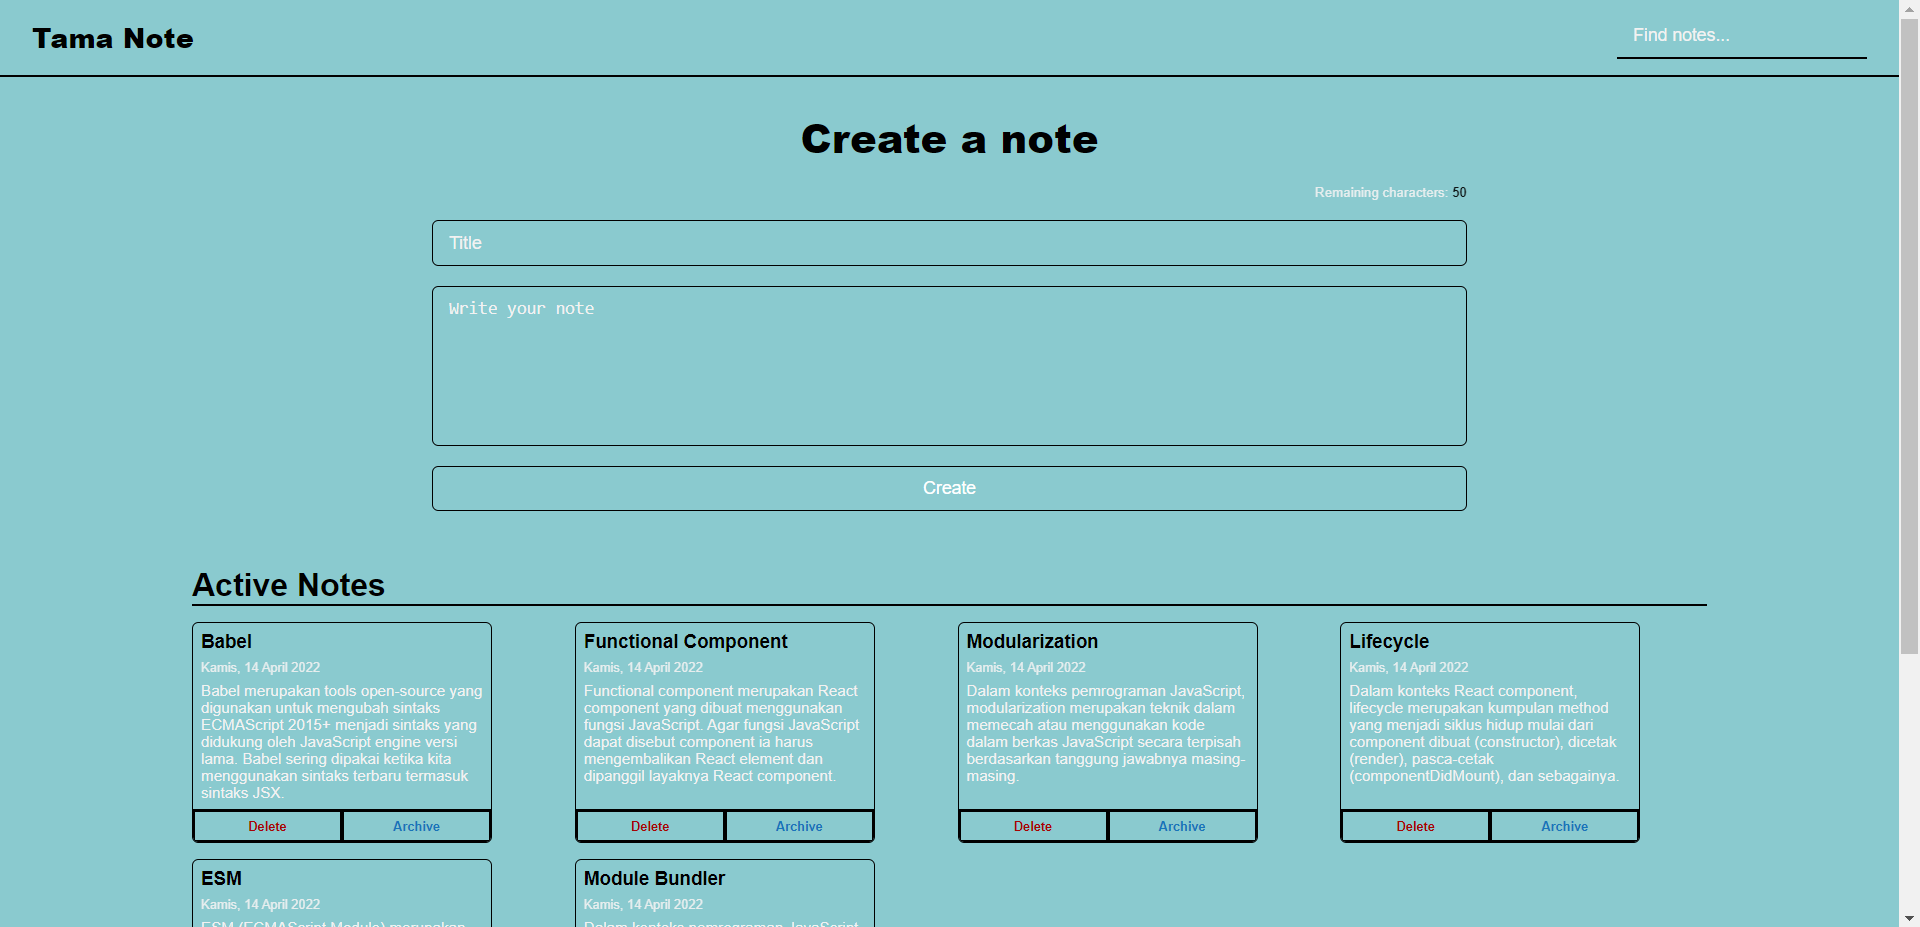 Tama Note
Find notes...
Create a note
Remaining characters: 50
Title
Write your note
Create
Active Notes
Babel
Kamis, 14 April 2022
Babel merupakan tools open-source yang
digunakan untuk mengubah sintaks
ECMAScript 2015+ menjadi sintaks yang
didukung oleh JavaScript engine versi
lama. Babel sering dipakai ketika kita
menggunakan sintaks terbaru termasuk
sintaks JSX.
Delete
Archive
Functional Component
Kamis, 14 April 2022
Functional component merupakan React
component yang dibuat menggunakan
fungsi JavaScript. Agar fungsi JavaScript
dapat disebut component ia harus
mengembalikan React element dan
dipanggil layaknya React component.
Delete
Archive
Modularization
Kamis, 14 April 2022
Dalam konteks pemrograman JavaScript,
modularization merupakan teknik dalam
memecah atau menggunakan kode
dalam berkas JavaScript secara terpisah
berdasarkan tanggung jawabnya masing-
masing.
Delete
Archive
Lifecycle
Kamis, 14 April 2022
Dalam konteks React component,
lifecycle merupakan kumpulan method
yang menjadi siklus hidup mulai dari
component dibuat (constructor), dicetak
(render), pasca-cetak
(componentDidMount), dan sebagainya.
Delete
Archive
ESM
Kamis, 14 April 2022
ESM (ECMAScript Module) merupakan
Module Bundler
Kamis, 14 April 2022
Dalam konteks pemrograman JavaScript